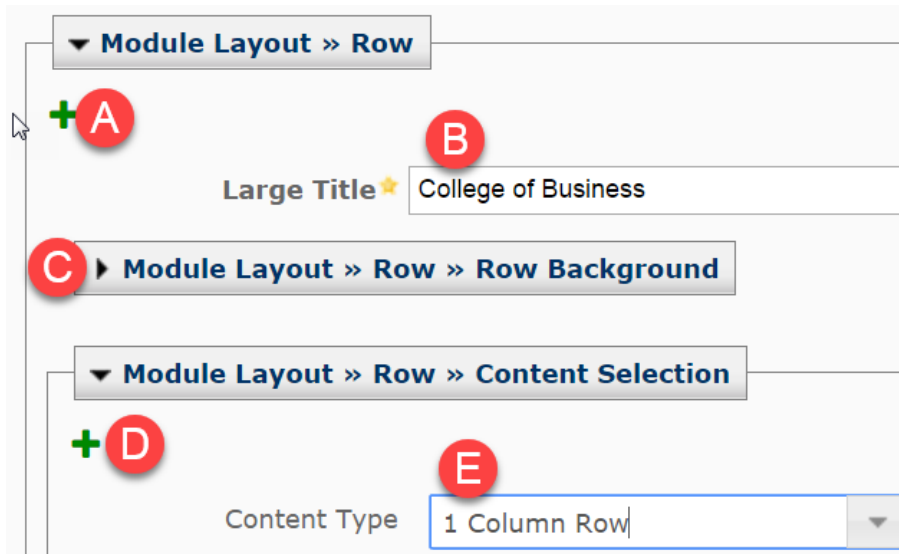 Module Layout » Row
A
B
Large Title College of Business
C Module Layout » Row » Row Background
Module Layout » Row » Content Selection
D
E
Content Type 1 Column Row